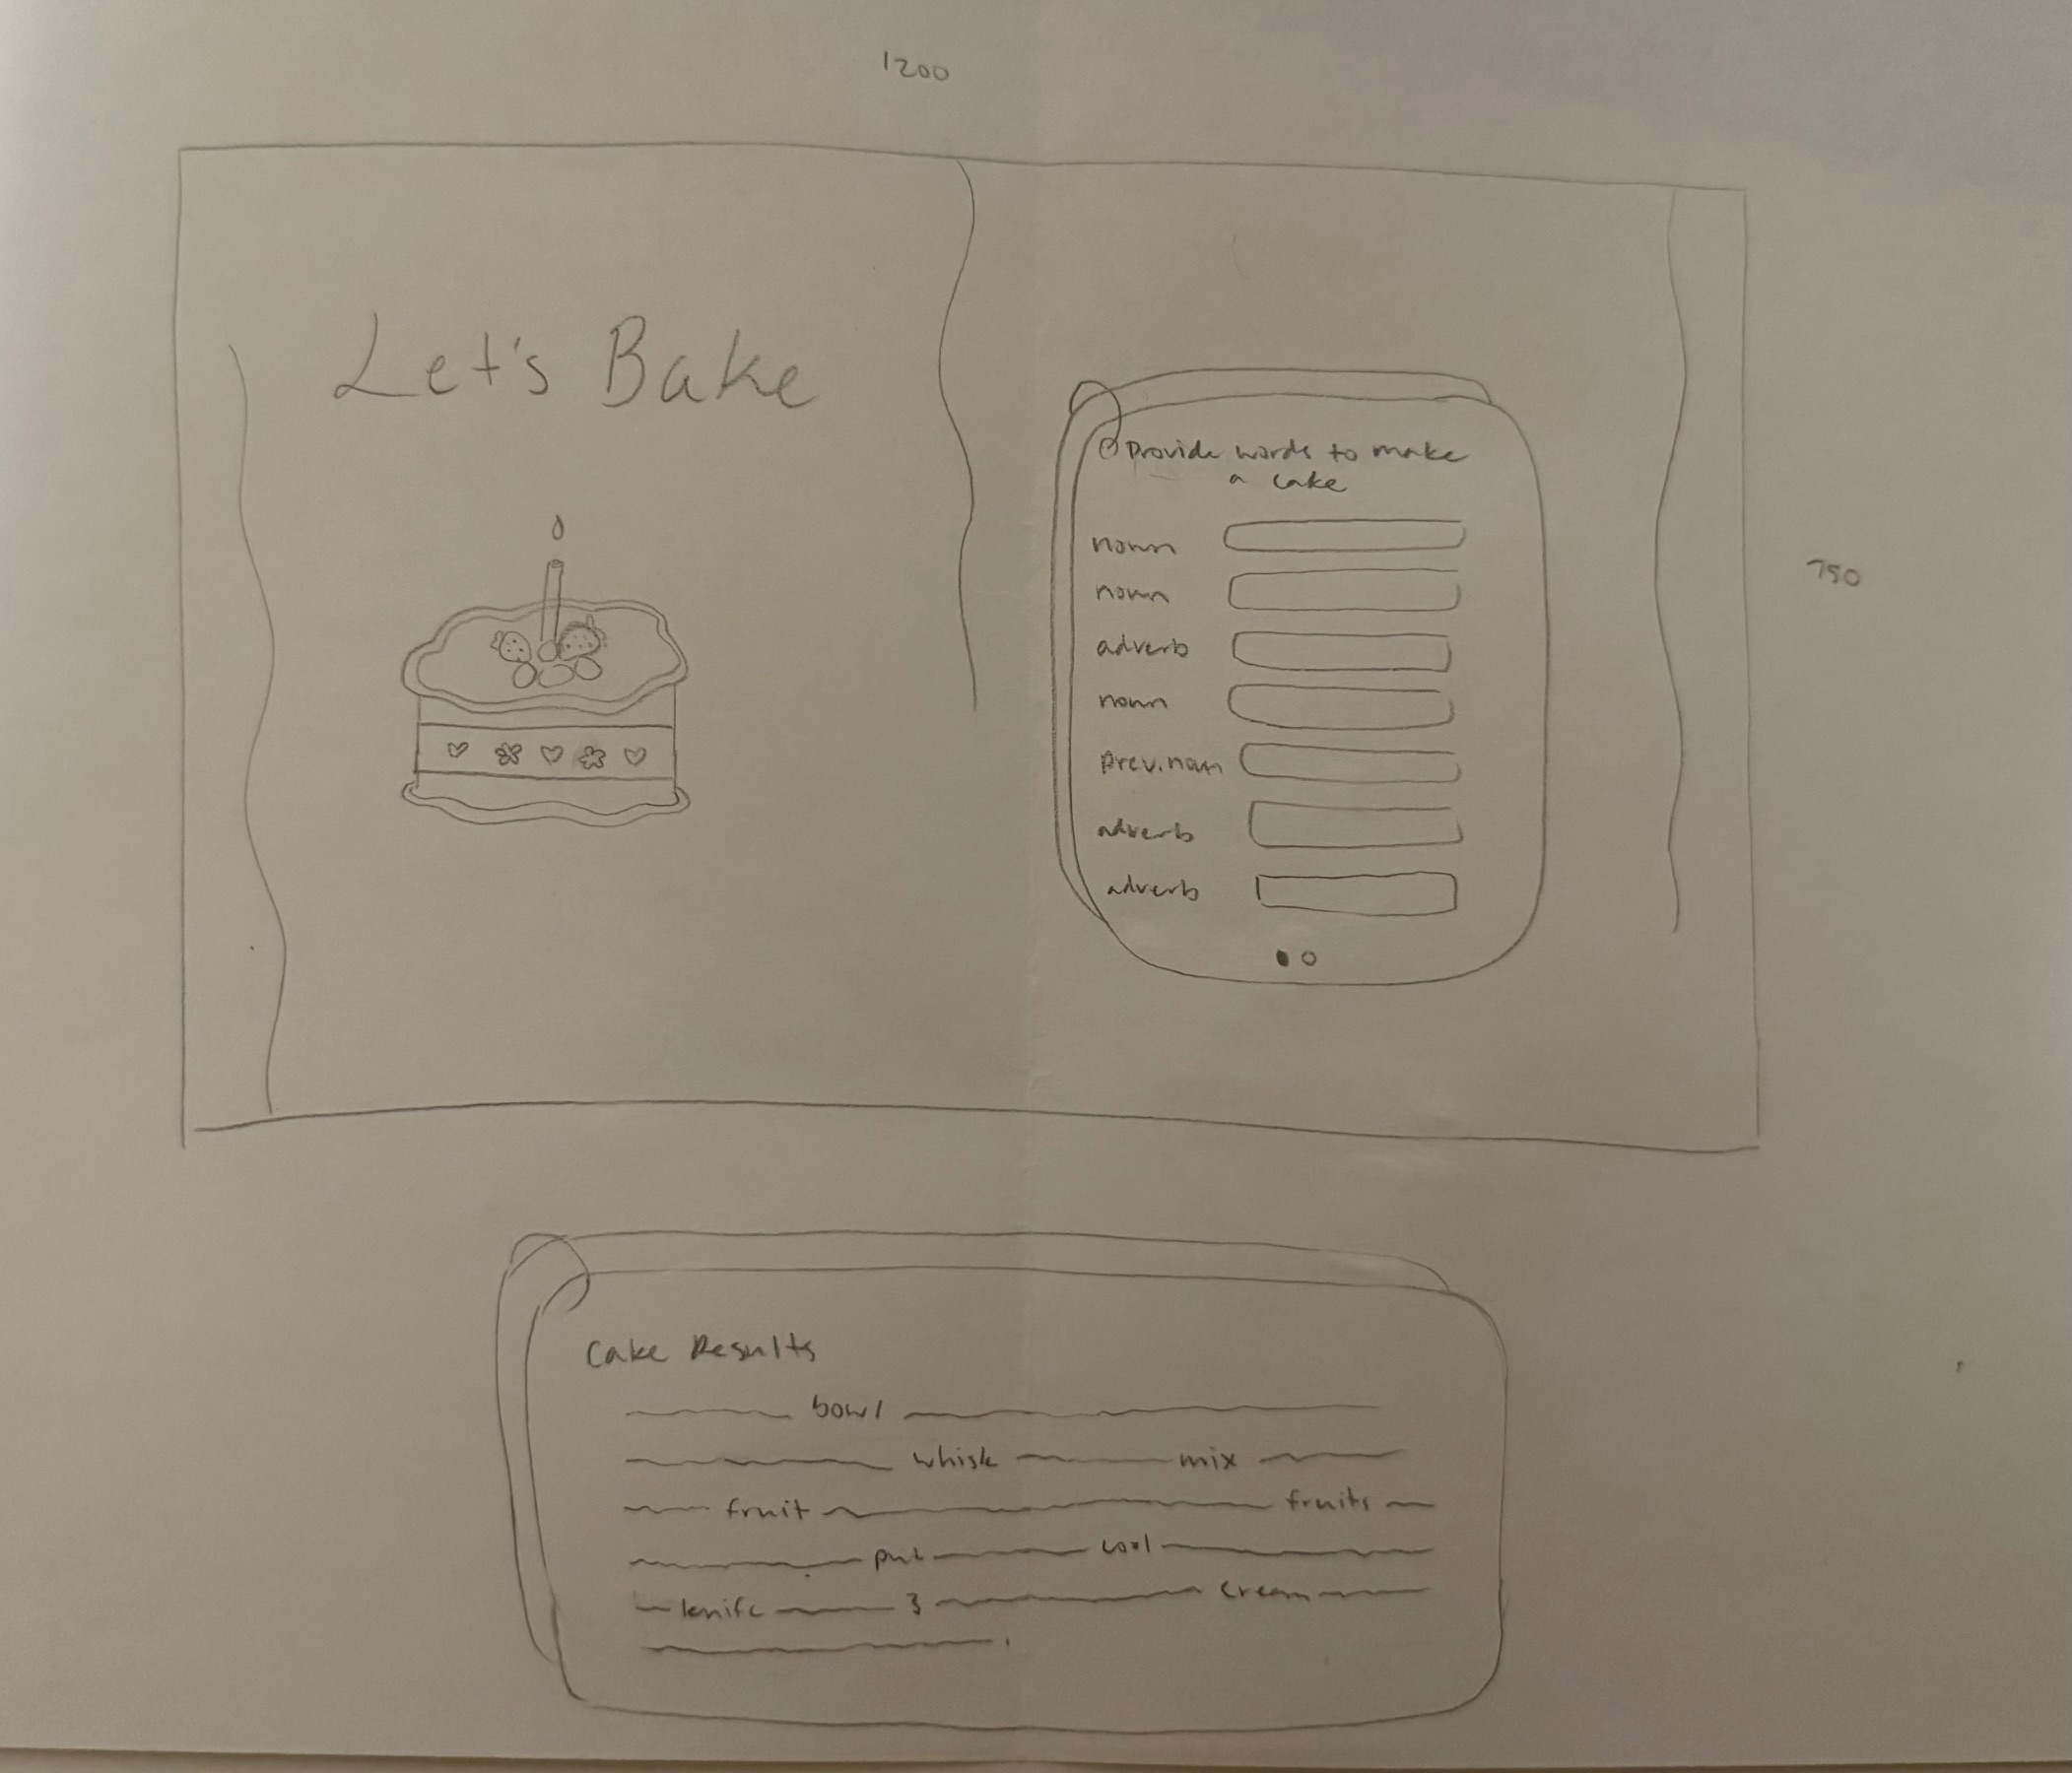 1200
Let's Bake
Provide words to make
a cake
noun
noun
adverb
noun
prev.noun
adverb
adverb
750
Cake Results
bowl
whisk mix
fruit fruits
put cool
knife 3 cream